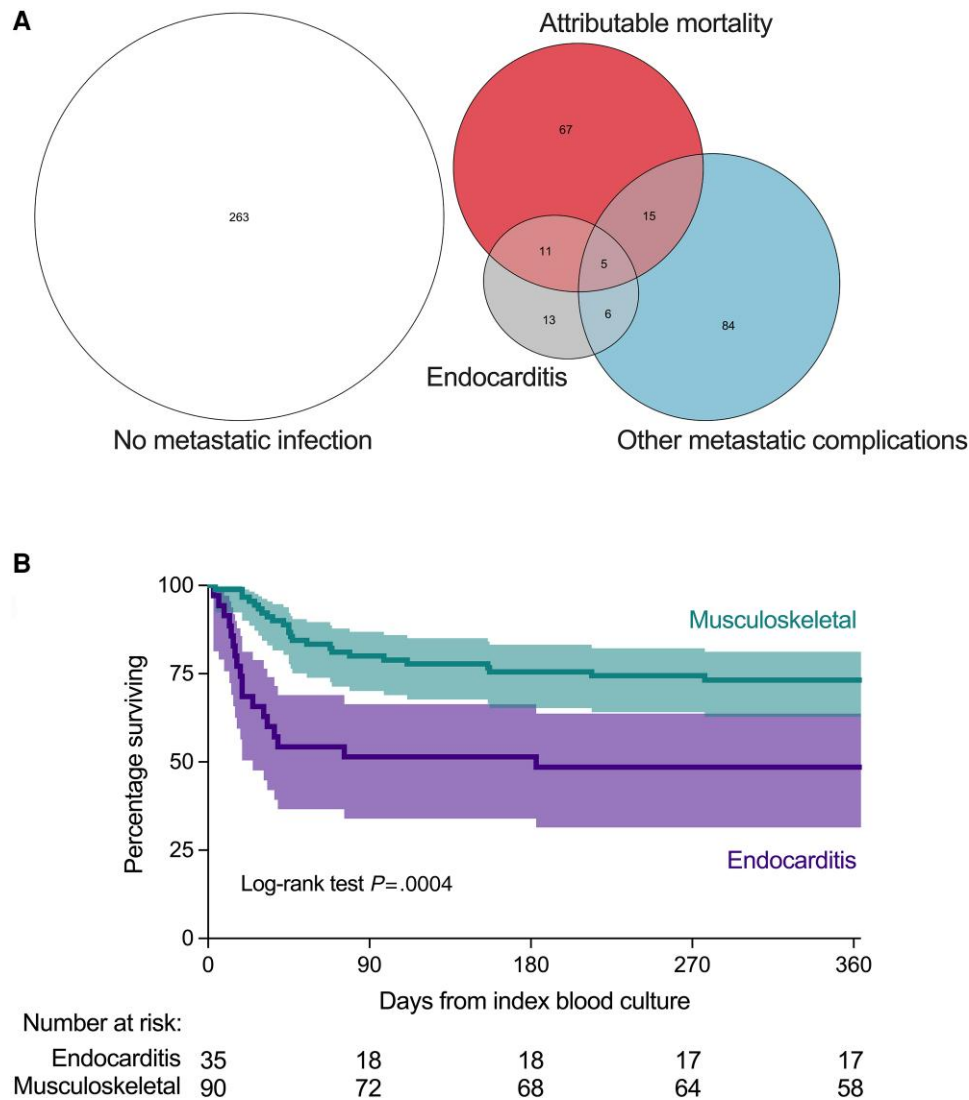 A
Attributable mortality
67
263
15
11
5
13
6
84
Endocarditis
No metastatic infection
Other metastatic complications
B
100
75
50
25
0
Percentage surviving
Musculoskeletal
Endocarditis
Log-rank test P=.0004
0 90 180 270 360
Days from index blood culture
Number at risk:
Endocarditis 35 18 18 17 17
Musculoskeletal 90 72 68 64 58